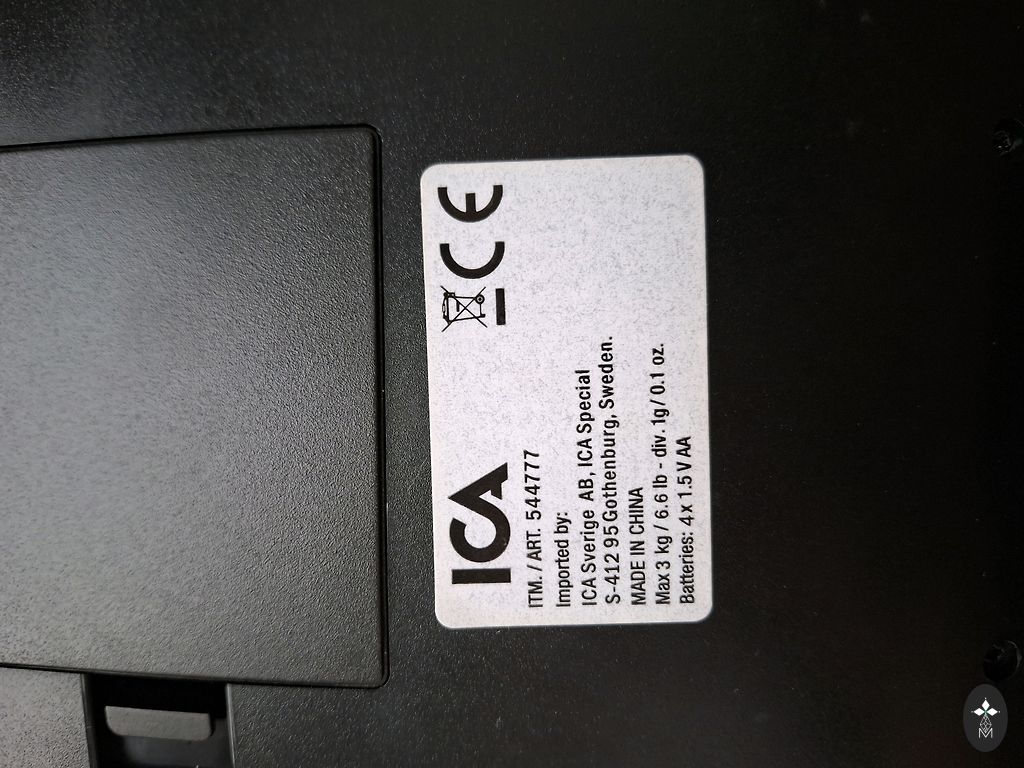 ICA
CE
ITM. / ART. 544777
Imported by:
ICA Sverige AB, ICA Special
S-412 95 Gothenburg, Sweden.
MADE IN CHINA
Max 3 kg / 6.6 lb - div. 1g / 0.1 oz.
Batteries: 4 x 1.5 V AA
M